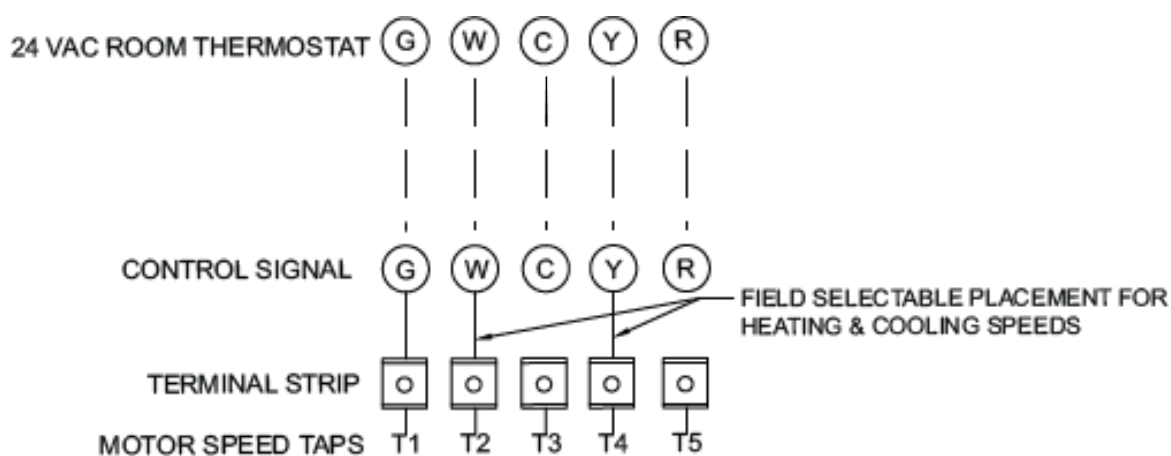 24 VAC ROOM THERMOSTAT G W C Y R
CONTROL SIGNAL G W C Y R
FIELD SELECTABLE PLACEMENT FOR
HEATING & COOLING SPEEDS
TERMINAL STRIP
MOTOR SPEED TAPS T1 T2 T3 T4 T5